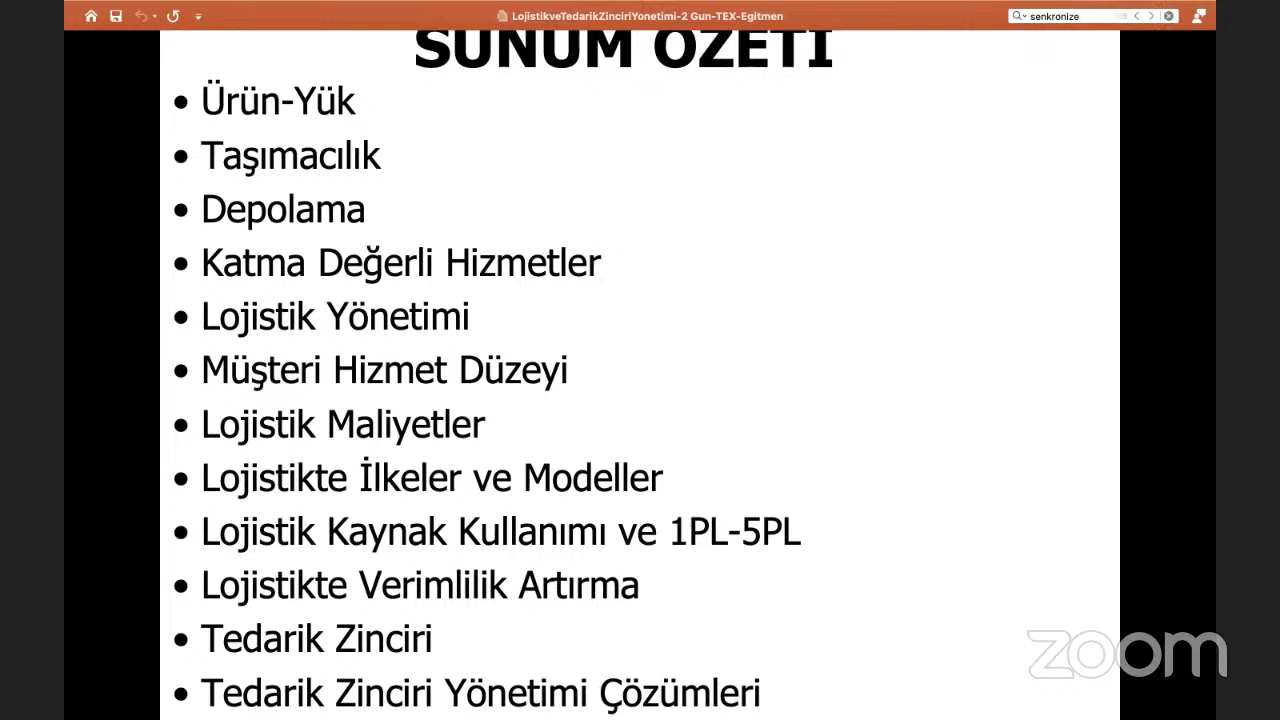 LojistikveTedarikZinciriYonetimi-2 Gun-TEX-Egitmen
senkronize
SUNUM ÖZETİ
• Ürün-Yük
• Taşımacılık
• Depolama
• Katma Değerli Hizmetler
• Lojistik Yönetimi
• Müşteri Hizmet Düzeyi
• Lojistik Maliyetler
• Lojistikte İlkeler ve Modeller
• Lojistik Kaynak Kullanımı ve 1PL-5PL
• Lojistikte Verimlilik Artırma
• Tedarik Zinciri
• Tedarik Zinciri Yönetimi Çözümleri
zoom